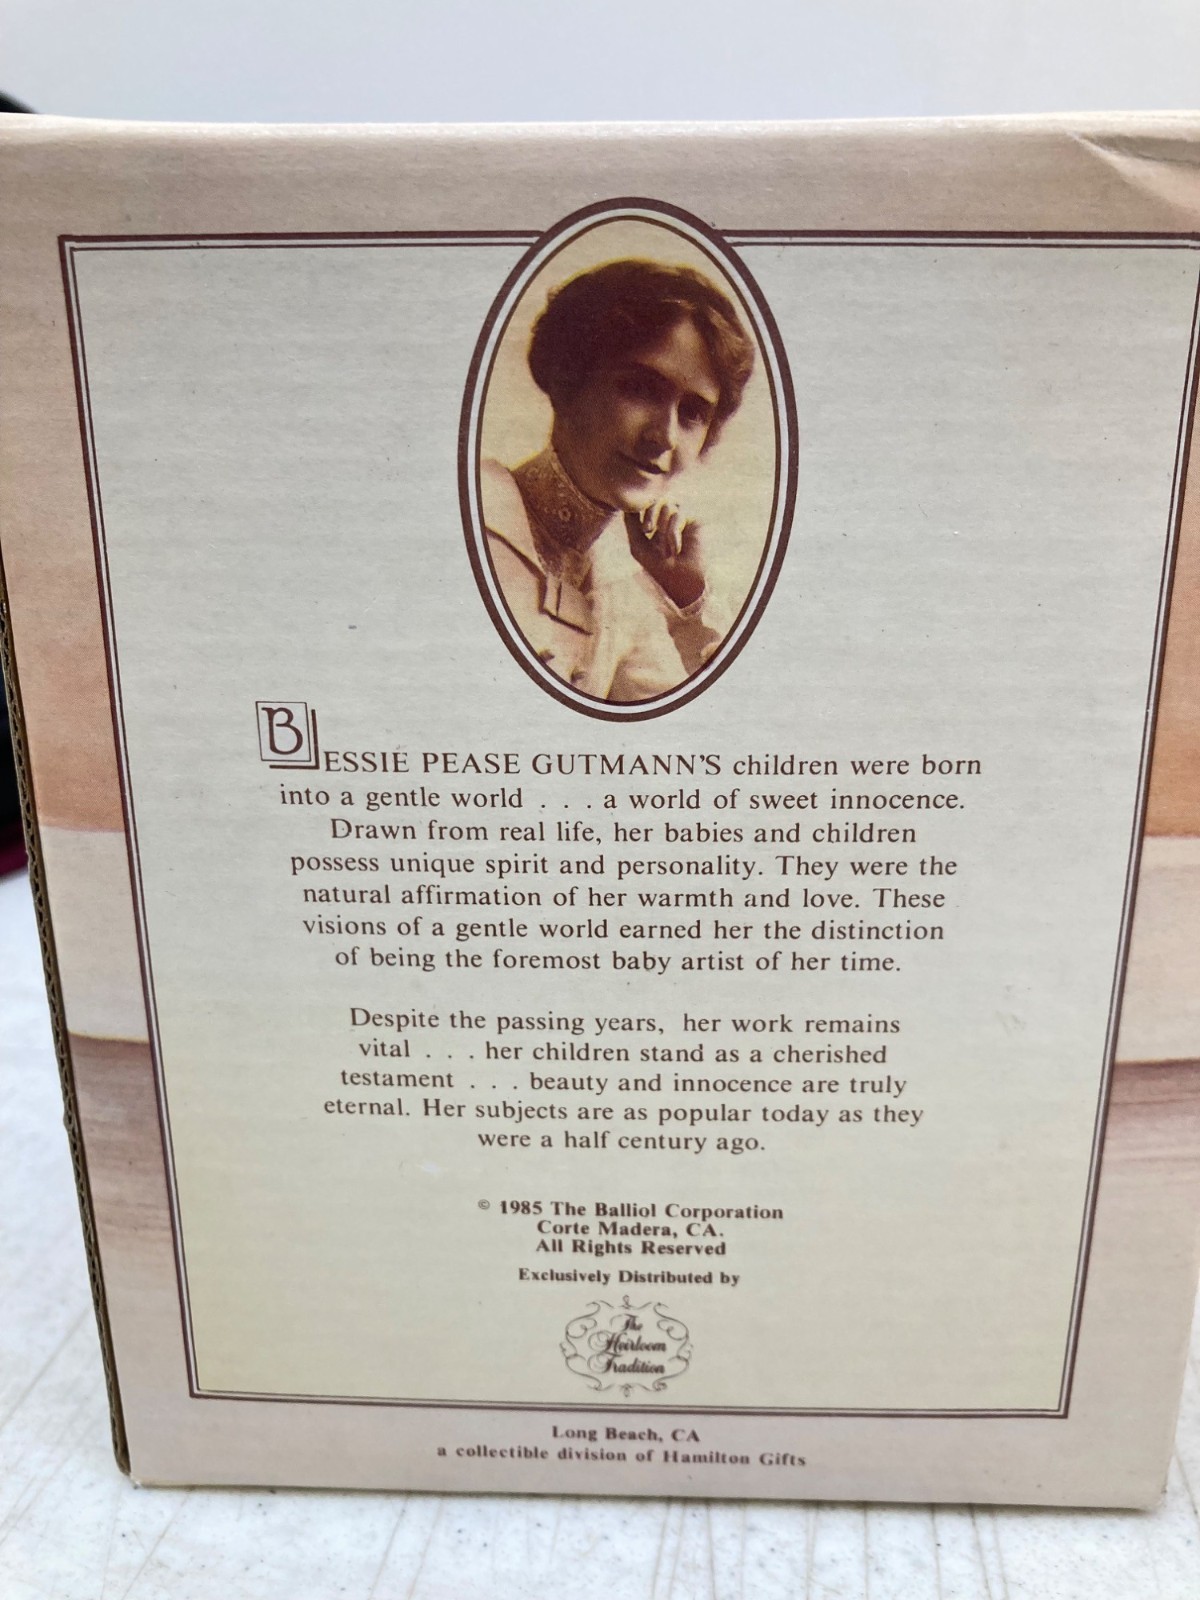 BESSIE PEASE GUTMANN'S children were born
into a gentle world . . . a world of sweet innocence.
Drawn from real life, her babies and children
possess unique spirit and personality. They were the
natural affirmation of her warmth and love. These
visions of a gentle world earned her the distinction
of being the foremost baby artist of her time.
Despite the passing years, her work remains
vital . . . her children stand as a cherished
testament . . . beauty and innocence are truly
eternal. Her subjects are as popular today as they
were a half century ago.
© 1985 The Balliol Corporation
Corte Madera, CA.
All Rights Reserved
Exclusively Distributed by
The
Heirloom
Tradition
Long Beach, CA
a collectible division of Hamilton Gifts